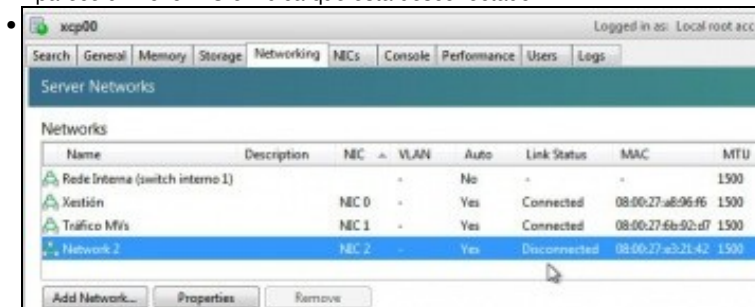 xcp00 Logged in as: Local root acc
Search General Memory Storage Networking NICs Console Performance Users Logs
Server Networks
Networks
Name Description NIC VLAN Auto Link Status MAC MTU
Rede Interna (switch interno 1) - No - - 1500
Xestión NIC 0 - Yes Connected 08:00:27:a8:96:f6 1500
Tráfico MVs NIC 1 - Yes Connected 08:00:27:6b:92:d7 1500
Network 2 NIC 2 - Yes Disconnected 08:00:27:e3:21:42 1500
Add Network... Properties Remove